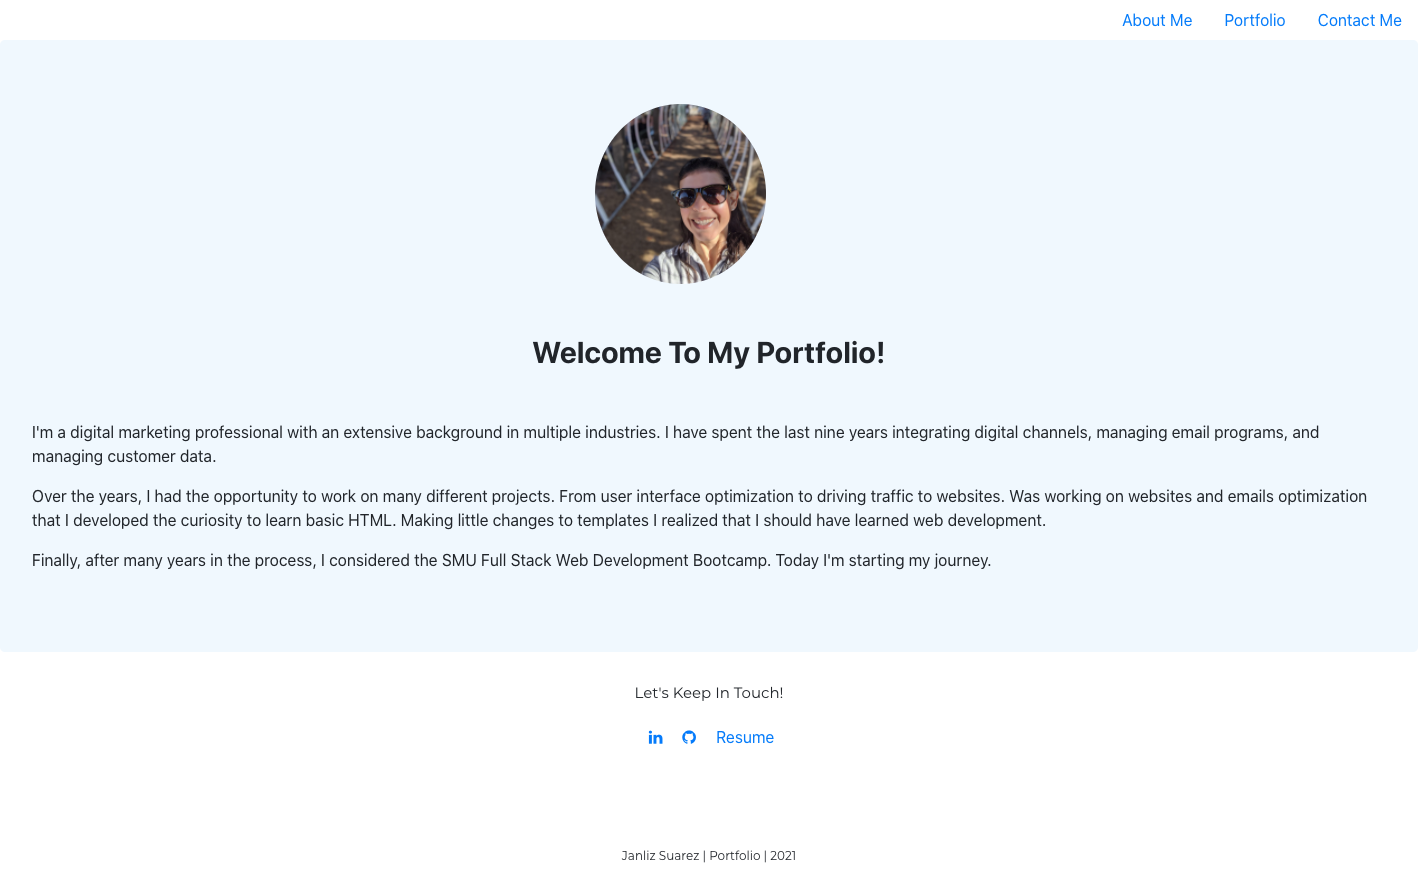 About Me Portfolio Contact Me
Welcome To My Portfolio!
I'm a digital marketing professional with an extensive background in multiple industries. I have spent the last nine years integrating digital channels, managing email programs, and
managing customer data.
Over the years, I had the opportunity to work on many different projects. From user interface optimization to driving traffic to websites. Was working on websites and emails optimization
that I developed the curiosity to learn basic HTML. Making little changes to templates I realized that I should have learned web development.
Finally, after many years in the process, I considered the SMU Full Stack Web Development Bootcamp. Today I'm starting my journey.
Let's Keep In Touch!
in Resume
Janliz Suarez | Portfolio | 2021